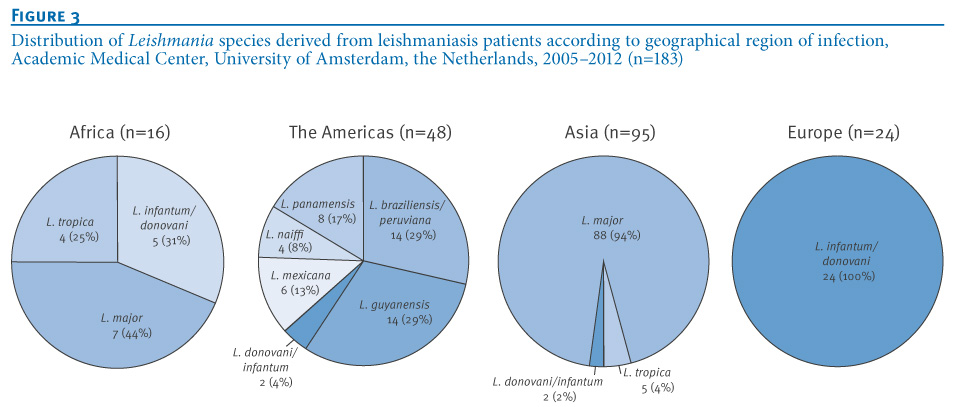 FIGURE 3
Distribution of Leishmania species derived from leishmaniasis patients according to geographical region of infection,
Academic Medical Center, University of Amsterdam, the Netherlands, 2005–2012 (n=183)
Africa (n=16)
L. tropica
4 (25%)
L. infantum/
donovani
5 (31%)
L. major
7 (44%)
The Americas (n=48)
L. panamensis
8 (17%)
L. braziliensis/
peruviana
14 (29%)
L. naiffi
4 (8%)
L. mexicana
6 (13%)
L. guyanensis
14 (29%)
L. donovani/
infantum
2 (4%)
Asia (n=95)
L. major
88 (94%)
L. donovani/infantum
2 (2%)
L. tropica
5 (4%)
Europe (n=24)
L. infantum/
donovani
24 (100%)